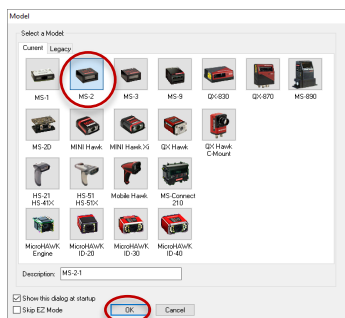 Model
Select a Model:
Current Legacy
MS-1 MS-2 MS-3 MS-9 QX-830 QX-870 MS-890
MS-2D MINI Hawk MINI Hawk Xi QX Hawk QX Hawk
C-Mount
HS-21 HS-51 Mobile Hawk MS-Connect
HS-41X HS-51X 210
MicroHAWK MicroHAWK MicroHAWK MicroHAWK
Engine ID-20 ID-30 ID-40
Description: MS-2-1
Show this dialog at startup
Skip EZ Mode OK Cancel